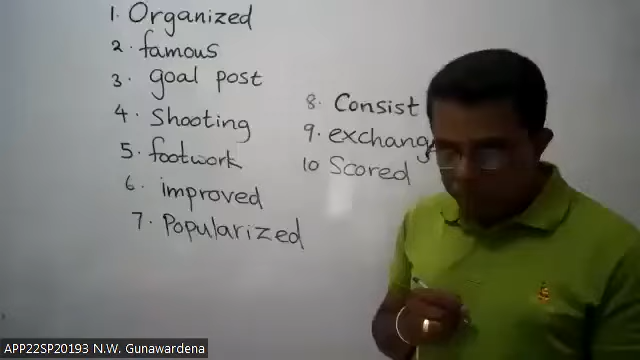 1. Organized
2. famous
3. goal post
4. Shooting
5. footwork
6. improved
7. Popularized
8. Consist
9. exchang
10 Scored
APP22SP20193 N.W. Gunawardena